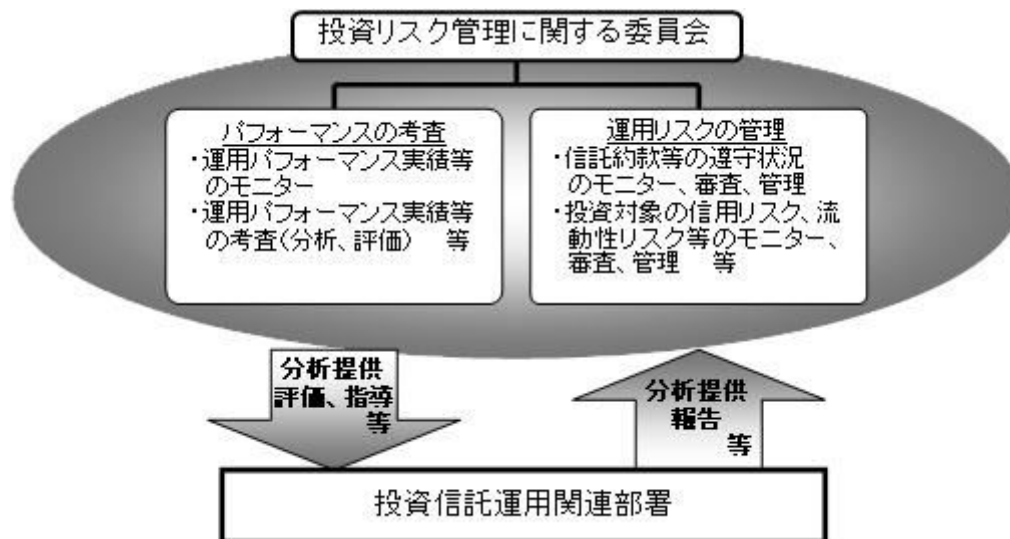 投資リスク管理に関する委員会
パフォーマンスの考査
・運用パフォーマンス実績等
のモニター
・運用パフォーマンス実績等
の考査(分析、評価) 等
運用リスクの管理
・信託約款等の遵守状況
のモニター、審査、管理
・投資対象の信用リスク、流
動性リスク等のモニター、
審査、管理 等
分析提供
評価、指導
等
分析提供
報告
等
投資信託運用関連部署